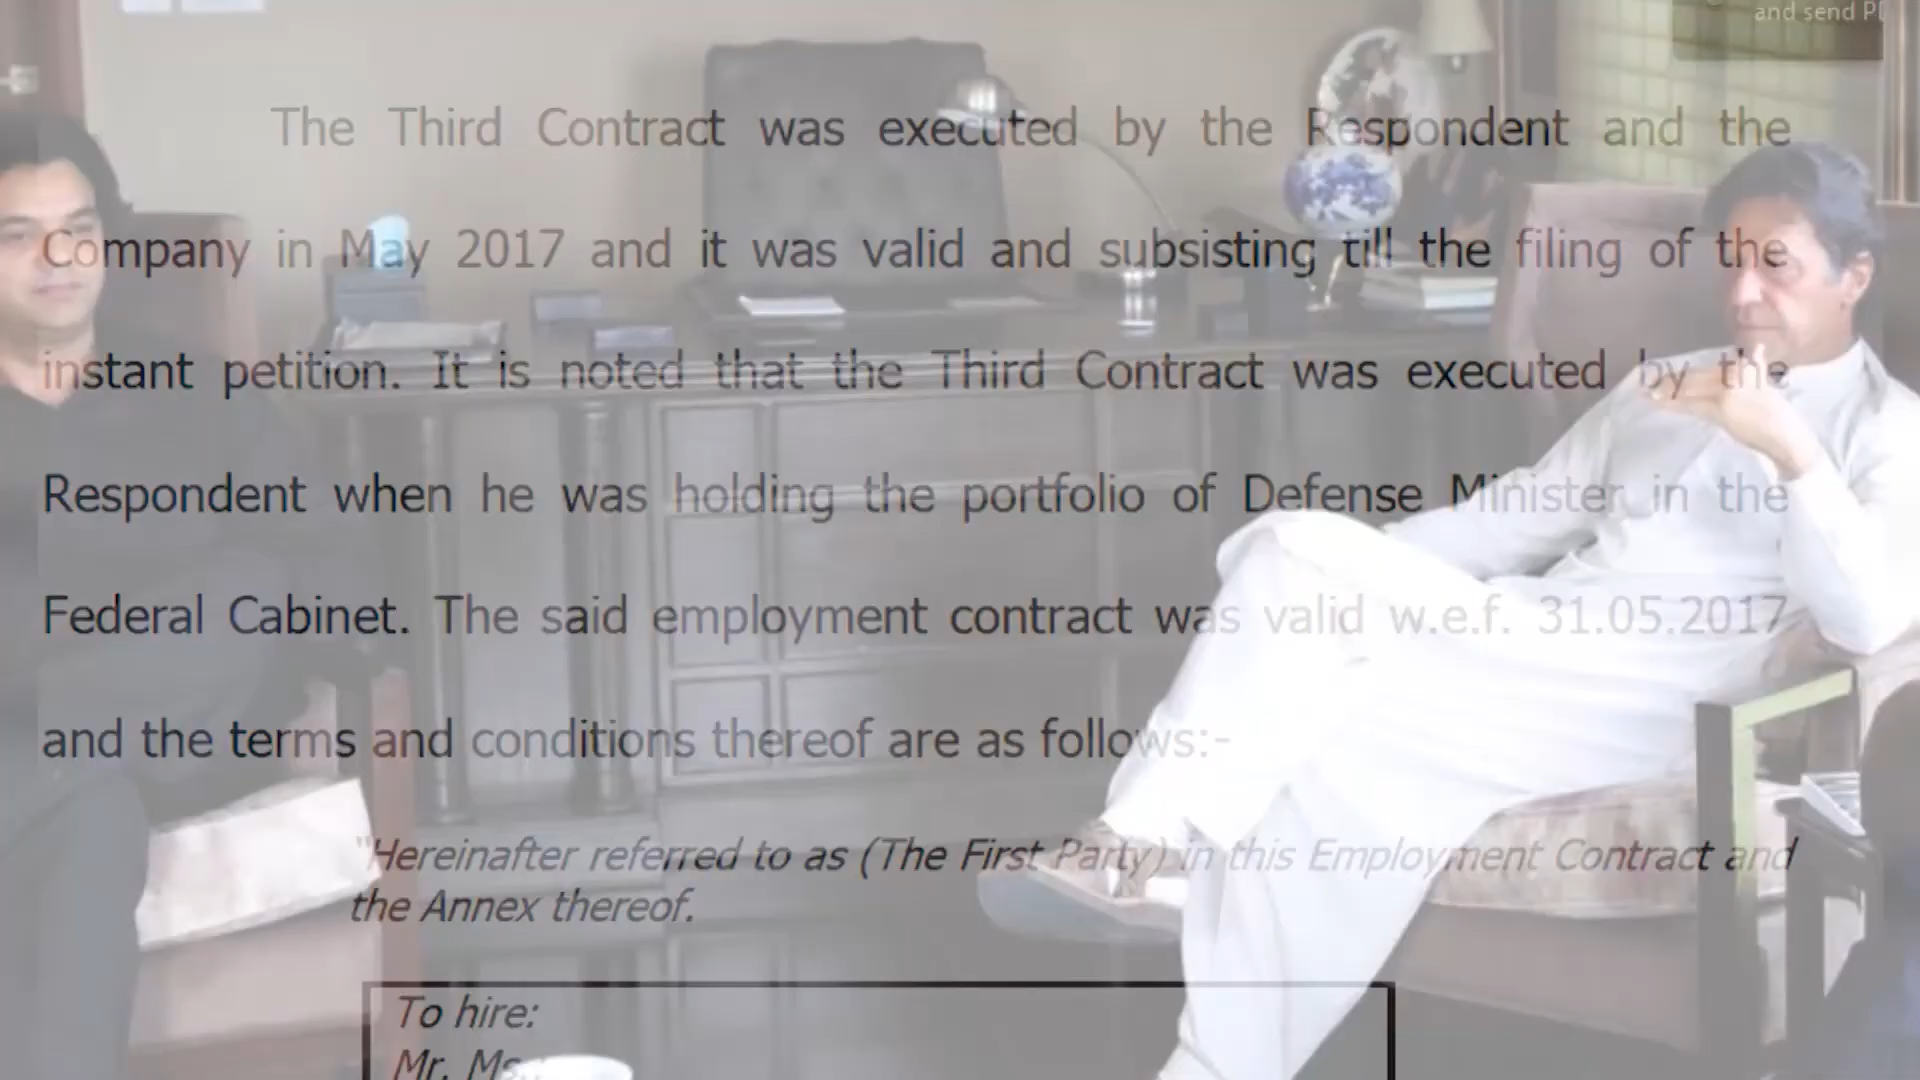 and send
The Third Contract was executed by the Respondent and the
Company in May 2017 and it was valid and subsisting till the filing of the
instant petition. It is noted that the Third Contract was executed by the
Respondent when he was holding the portfolio of Defense Minister in the
Federal Cabinet. The said employment contract was valid w.e.f. 31.05.2017
and the terms and conditions thereof are as follows:-
"Hereinafter referred to as (The First Party) in this Employment Contract and
the Annex thereof.
To hire:
Mr. Ms.